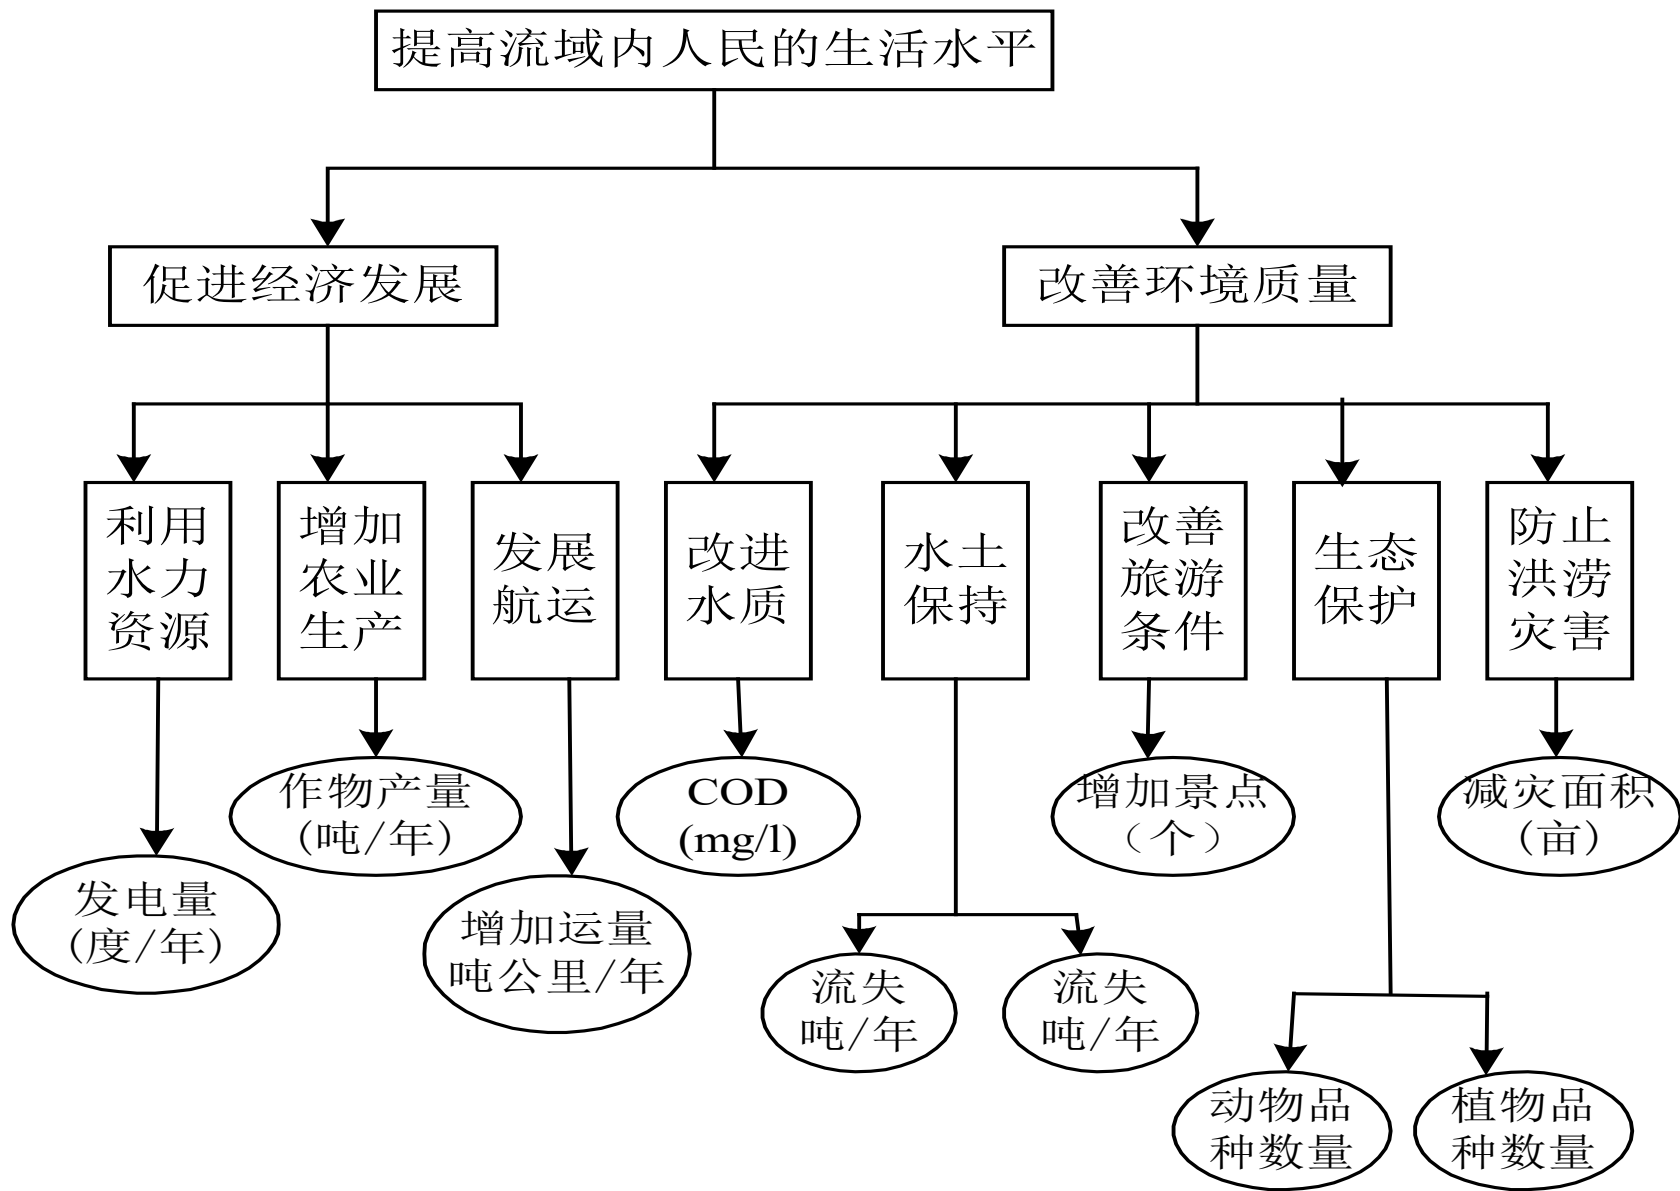 提高流域内人民的生活水平
促进经济发展
改善环境质量
利用
水力
资源
增加
农业
生产
发展
航运
改进
水质
水土
保持
改善
旅游
条件
生态
保护
防止
洪涝
灾害
作物产量
(吨/年)
COD
(mg/l)
增加景点
（个）
减灾面积
(亩)
发电量
(度/年)
增加运量
吨公里/年
流失
吨/年
流失
吨/年
动物品
种数量
植物品
种数量